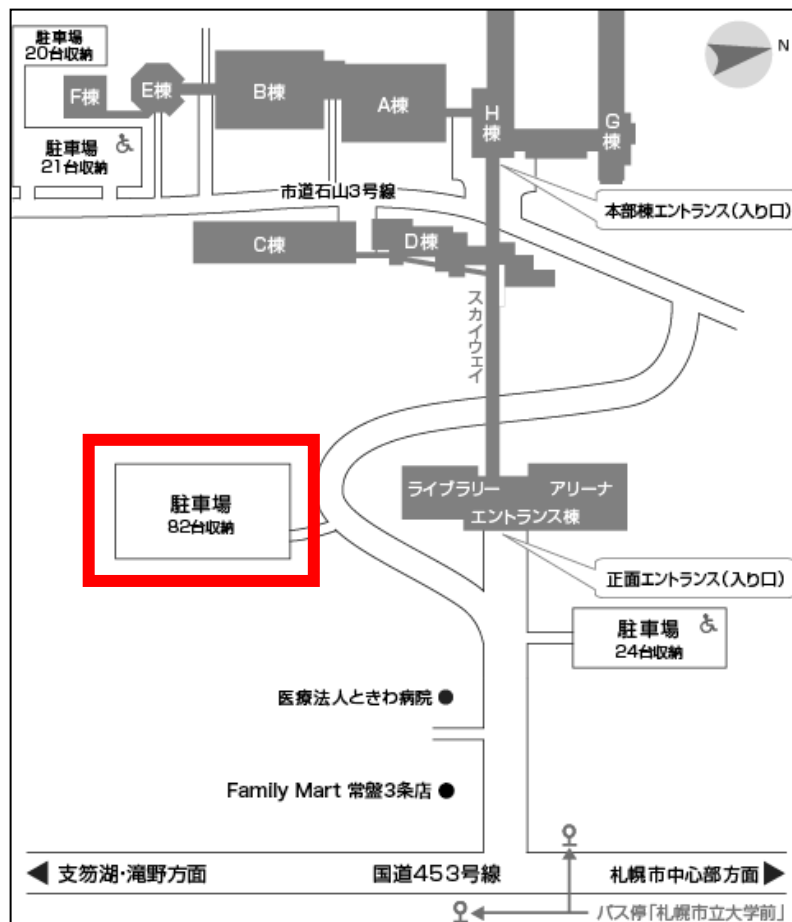 駐車場
20台収納
N
F棟
E棟
B棟
A棟
H
棟
G
棟
駐車場
21台収納
市道石山3号線
本部棟エントランス(入り口)
C棟
D棟
スカイウェイ
駐車場
82台収納
ライブラリー
アリーナ
エントランス棟
正面エントランス(入り口)
駐車場
24台収納
医療法人ときわ病院
Family Mart 常盤3条店
支笏湖・滝野方面
国道453号線
札幌市中心部方面
バス停「札幌市立大学前」